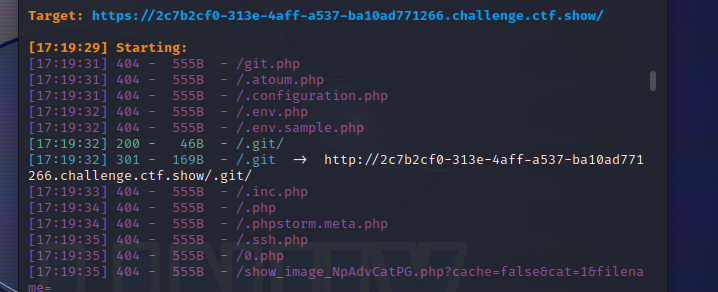 Target: https://2c7b2cf0-313e-4aff-a537-ba10ad771266.challenge.ctf.show/
[17:19:29] Starting:
[17:19:31] 404 - 555B - /git.php
[17:19:31] 404 - 555B - /.atoum.php
[17:19:31] 404 - 555B - /.configuration.php
[17:19:32] 404 - 555B - /.env.php
[17:19:32] 404 - 555B - /.env.sample.php
[17:19:32] 200 - 46B - /.git/
[17:19:32] 301 - 169B - /.git → http://2c7b2cf0-313e-4aff-a537-ba10ad771
266.challenge.ctf.show/.git/
[17:19:33] 404 - 555B - /.inc.php
[17:19:34] 404 - 555B - /.php
[17:19:34] 404 - 555B - /.phpstorm.meta.php
[17:19:35] 404 - 555B - /.ssh.php
[17:19:35] 404 - 555B - /0.php
[17:19:35] 404 - 555B - /show_image_NpAdvCatPG.php?cache=false&cat=1&filena
me=